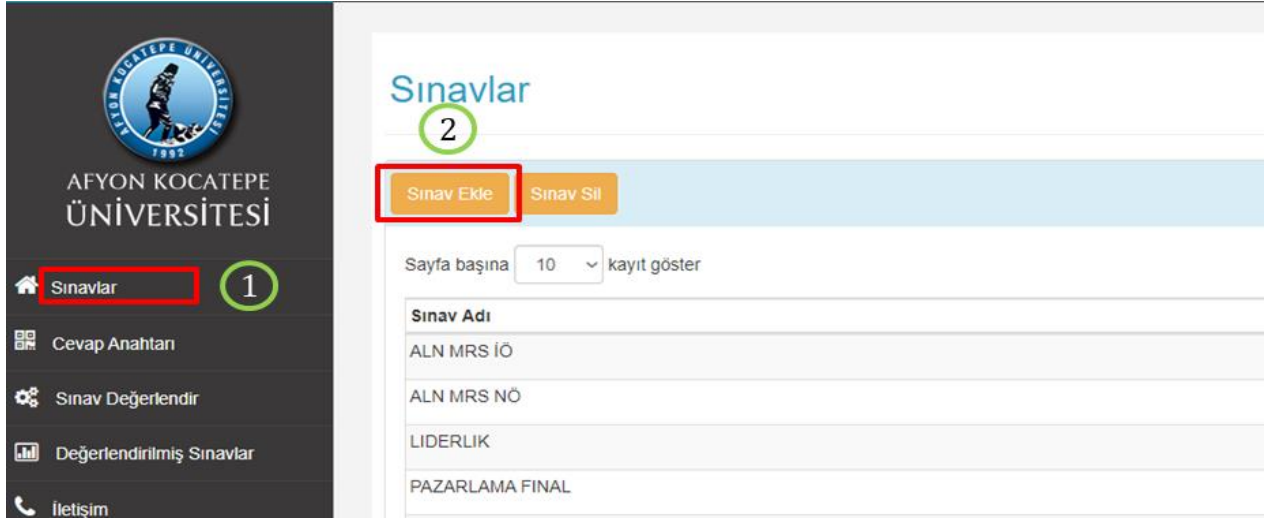 AFYON KOCATEPE ÜNİVERSİTESİ
1992
AFYON KOCATEPE
ÜNİVERSİTESİ
Sınavlar
1
Cevap Anahtarı
Sınav Değerlendir
Değerlendirilmiş Sınavlar
İletişim
Sınavlar
2
Sınav Ekle
Sınav Sil
Sayfa başına 10 kayıt göster
Sınav Adı
ALN MRS İÖ
ALN MRS NÖ
LIDERLIK
PAZARLAMA FINAL